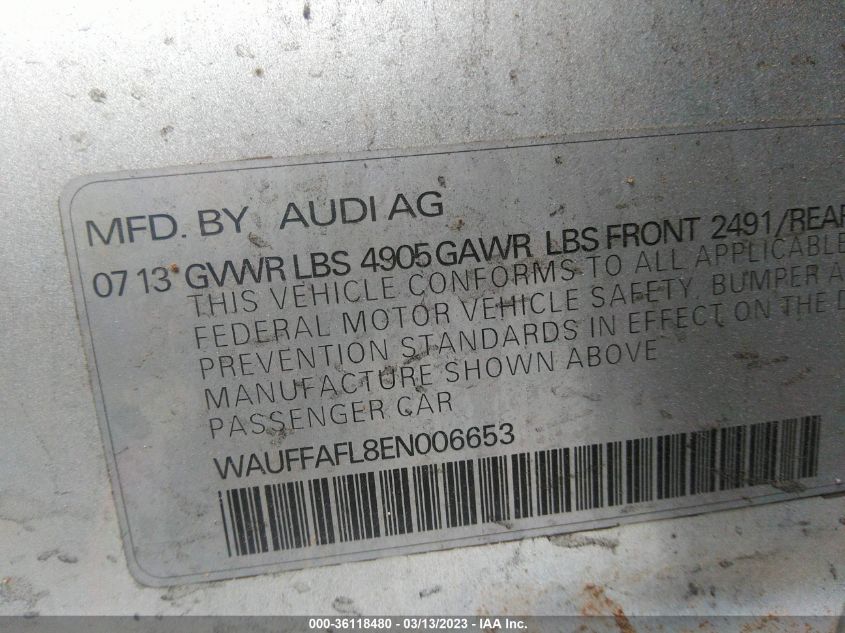 MFD. BY AUDI AG
07 13 GVWR LBS 4905 GAWR LBS FRONT 2491/REAR
THIS VEHICLE CONFORMS TO ALL APPLICABLE
FEDERAL MOTOR VEHICLE SAFETY, BUMPER A
PREVENTION STANDARDS IN EFFECT ON THE D
MANUFACTURE SHOWN ABOVE
PASSENGER CAR
WAUFFAFL8EN006653
000-36118480 - 03/13/2023 - IAA Inc.